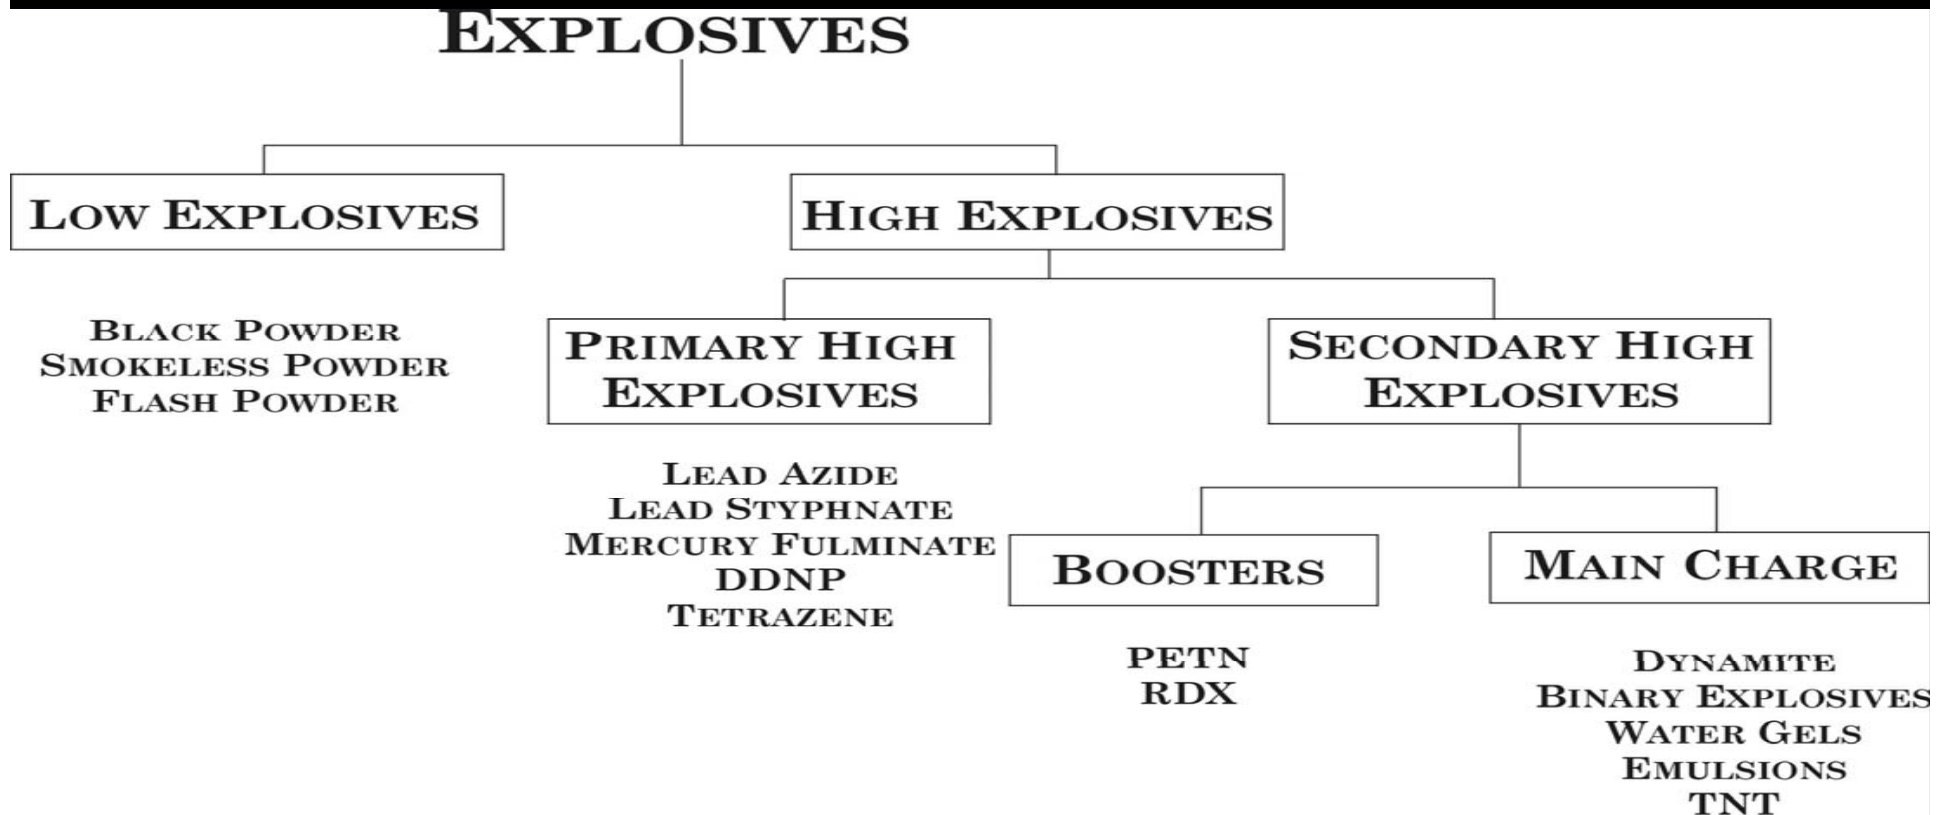 EXPLOSIVES
LOW EXPLOSIVES
HIGH EXPLOSIVES
BLACK POWDER
SMOKELESS POWDER
FLASH POWDER
PRIMARY HIGH
EXPLOSIVES
SECONDARY HIGH
EXPLOSIVES
LEAD AZIDE
LEAD STYPHNATE
MERCURY FULMINATE
DDNP
TETRAZENE
BOOSTERS
MAIN CHARGE
PETN
RDX
DYNAMITE
BINARY EXPLOSIVES
WATER GELS
EMULSIONS
TNT